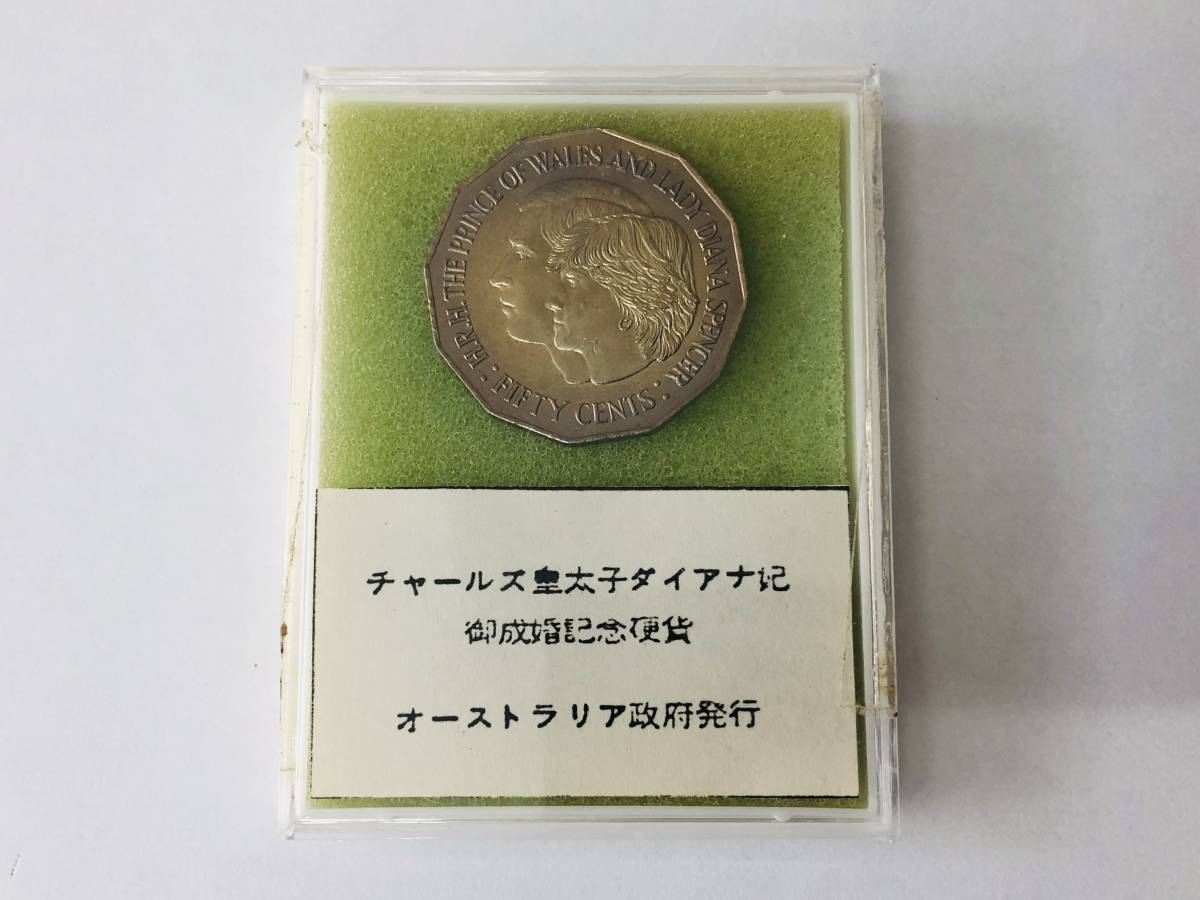 H.R.H. THE PRINCE OF WALES AND LADY DIANA SPENCER
: FIFTY CENTS :
チャールズ皇太子ダイアナ妃
御成婚記念硬貨
オーストラリア政府発行